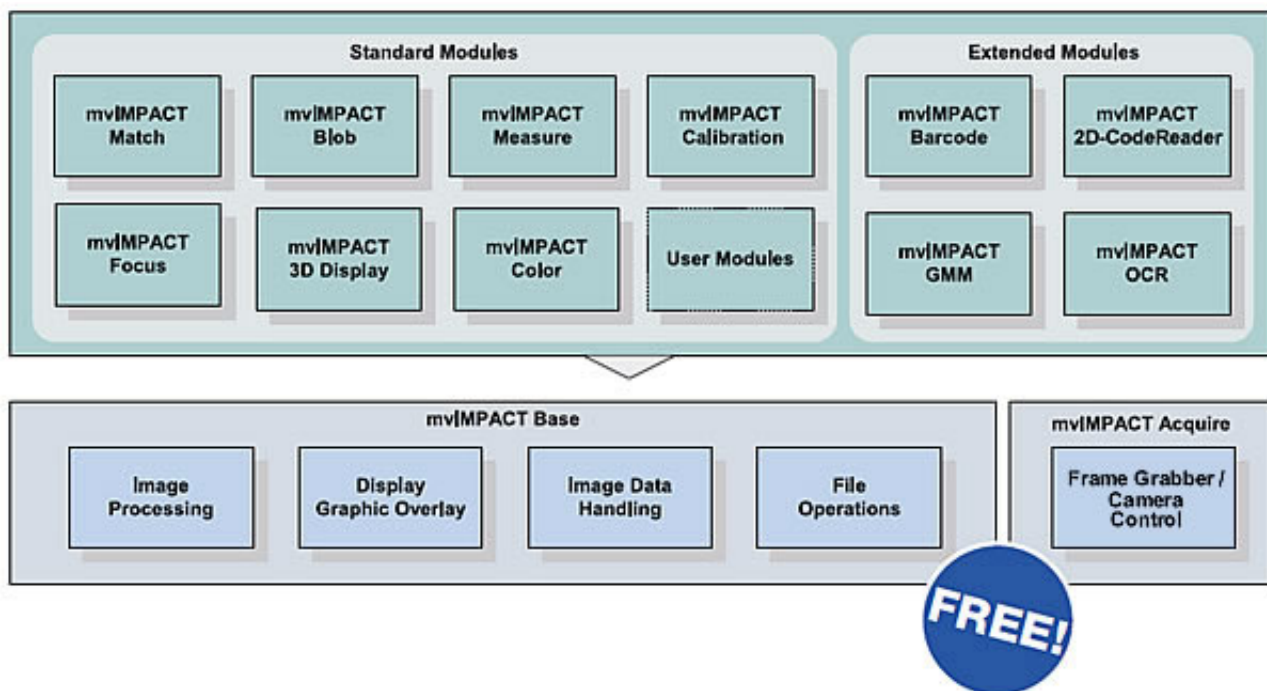 Standard Modules
Extended Modules
mvIMPACT
Match
mvIMPACT
Blob
mvIMPACT
Measure
mvIMPACT
Calibration
mvIMPACT
Barcode
mvIMPACT
2D-CodeReader
mvIMPACT
Focus
mvIMPACT
3D Display
mvIMPACT
Color
User Modules
mvIMPACT
GMM
mvIMPACT
OCR
mvIMPACT Base
mvIMPACT Acquire
Image
Processing
Display
Graphic Overlay
Image Data
Handling
File
Operations
Frame Grabber /
Camera
Control
FREE!